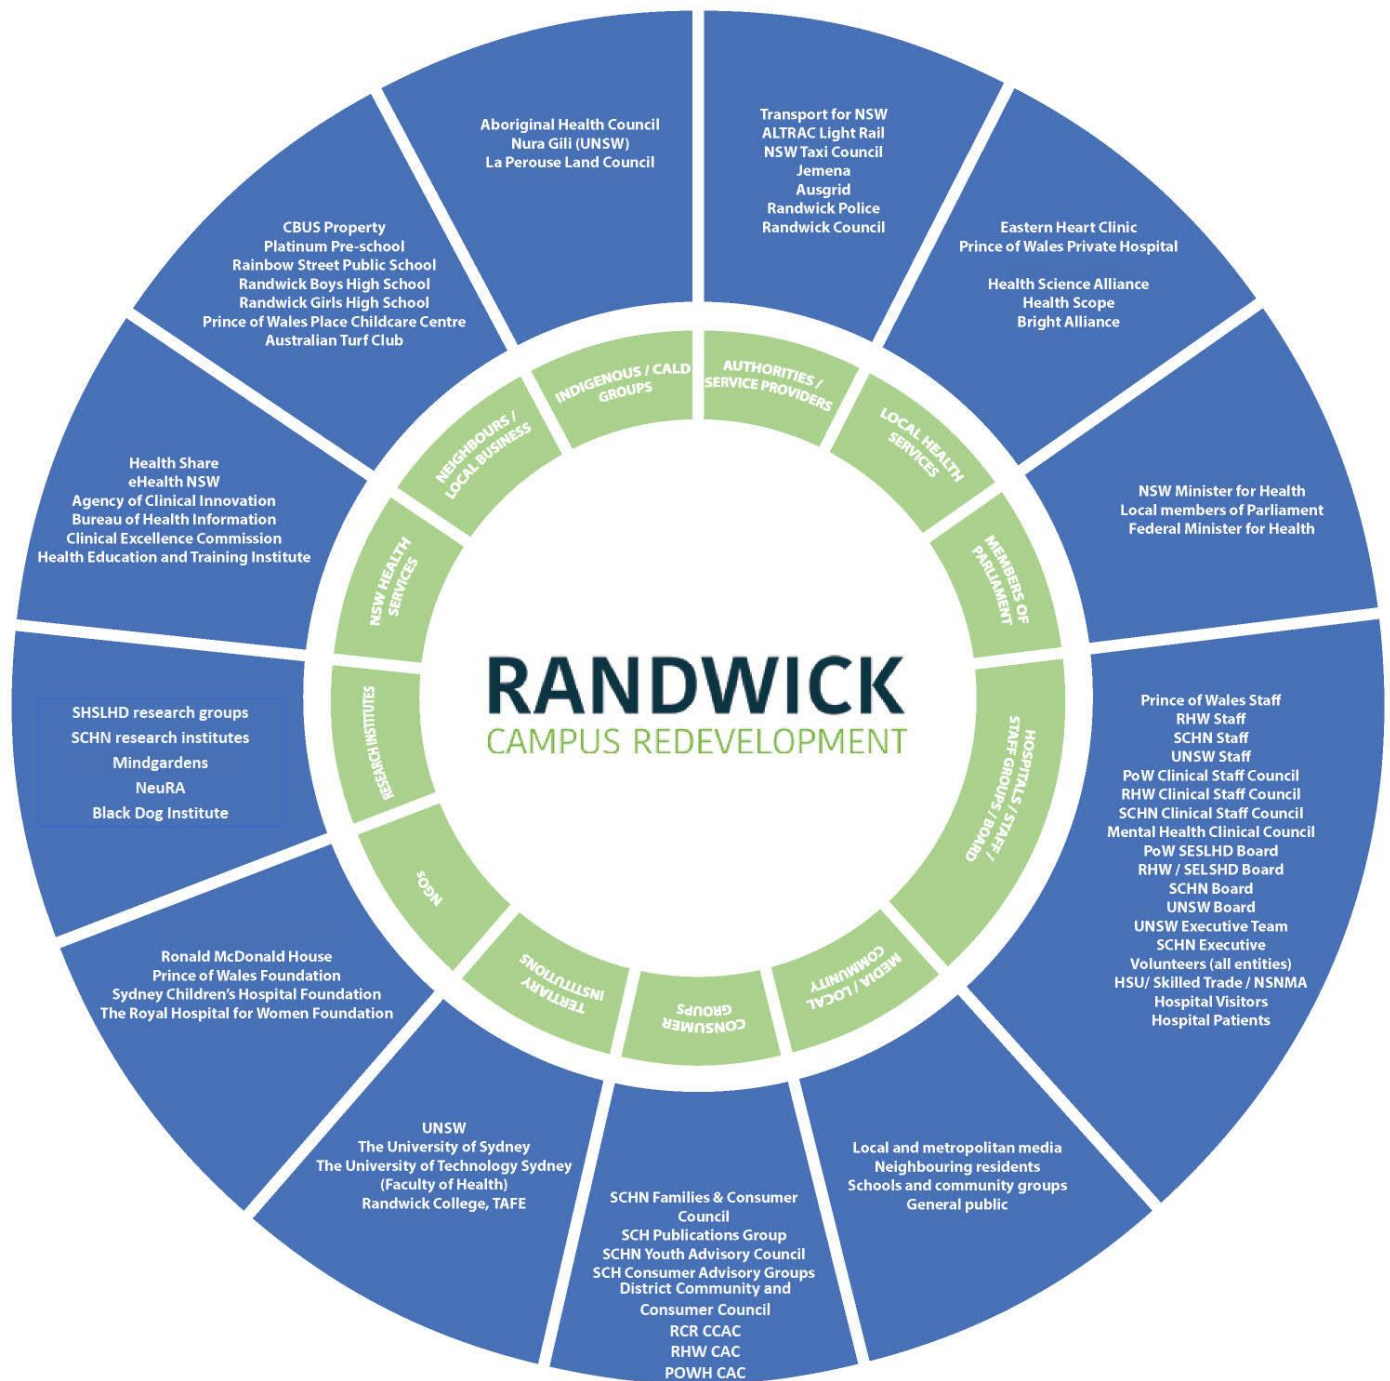 RANDWICK
CAMPUS REDEVELOPMENT
AUTHORITIES /
SERVICE PROVIDERS
Transport for NSW
ALTRAC Light Rail
NSW Taxi Council
Jemena
Ausgrid
Randwick Police
Randwick Council
LOCAL HEALTH
SERVICES
Eastern Heart Clinic
Prince of Wales Private Hospital
Health Science Alliance
Health Scope
Bright Alliance
MEMBERS OF
PARLIAMENT
NSW Minister for Health
Local members of Parliament
Federal Minister for Health
HOSPITALS / STAFF /
STAFF GROUPS / BOARD
Prince of Wales Staff
RHW Staff
SCHN Staff
UNSW Staff
PoW Clinical Staff Council
RHW Clinical Staff Council
SCHN Clinical Staff Council
Mental Health Clinical Council
PoW SESLHD Board
RHW / SELSHD Board
SCHN Board
UNSW Board
UNSW Executive Team
SCHN Executive
Volunteers (all entities)
HSU/ Skilled Trade / NSNMA
Hospital Visitors
Hospital Patients
MEDIA / LOCAL
COMMUNITY
Local and metropolitan media
Neighbouring residents
Schools and community groups
General public
CONSUMER
GROUPS
SCHN Families & Consumer
Council
SCH Publications Group
SCHN Youth Advisory Council
SCH Consumer Advisory Groups
District Community and
Consumer Council
RCR CCAC
RHW CAC
POWH CAC
TERTIARY
INSTITUTIONS
UNSW
The University of Sydney
The University of Technology Sydney
(Faculty of Health)
Randwick College, TAFE
NGOs
Ronald McDonald House
Prince of Wales Foundation
Sydney Children's Hospital Foundation
The Royal Hospital for Women Foundation
RESEARCH INSTITUTES
SHSLHD research groups
SCHN research institutes
Mindgardens
NeuRA
Black Dog Institute
NSW HEALTH
SERVICES
Health Share
eHealth NSW
Agency of Clinical Innovation
Bureau of Health Information
Clinical Excellence Commission
Health Education and Training Institute
NEIGHBOURS /
LOCAL BUSINESS
CBUS Property
Platinum Pre-school
Rainbow Street Public School
Randwick Boys High School
Randwick Girls High School
Prince of Wales Place Childcare Centre
Australian Turf Club
INDIGENOUS / CALD
GROUPS
Aboriginal Health Council
Nura Gili (UNSW)
La Perouse Land Council